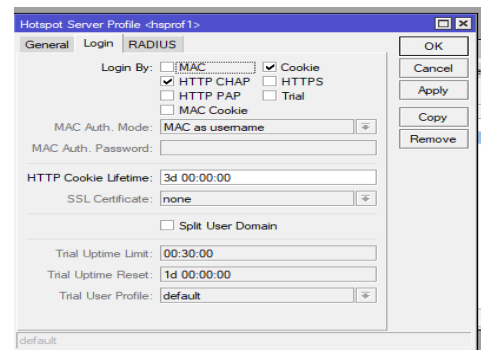 Hotspot Server Profile <hsprof1>
General Login RADIUS
OK
Cancel
Apply
Copy
Remove
Login By: MAC Cookie
HTTP CHAP HTTPS
HTTP PAP Trial
MAC Cookie
MAC Auth. Mode: MAC as username
MAC Auth. Password:
HTTP Cookie Lifetime: 3d 00:00:00
SSL Certificate: none
Split User Domain
Trial Uptime Limit: 00:30:00
Trial Uptime Reset: 1d 00:00:00
Trial User Profile: default
default